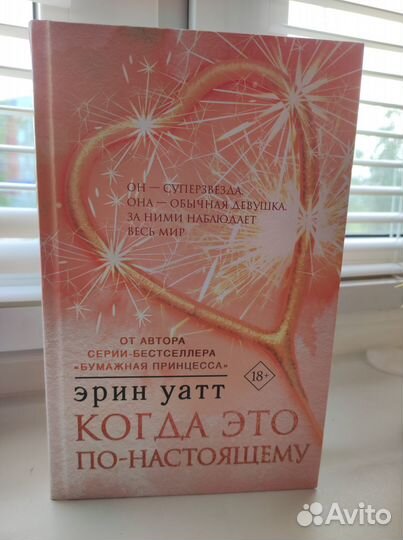 ОН — СУПЕРЗВЕЗДА,
ОНА — ОБЫЧНАЯ ДЕВУШКА.
ЗА НИМИ НАБЛЮДАЕТ
ВЕСЬ МИР
ОТ АВТОРА
СЕРИИ-БЕСТСЕЛЛЕРА
«БУМАЖНАЯ ПРИНЦЕССА»
18+
эрин уатт
КОГДА ЭТО
ПО-НАСТОЯЩЕМУ
Avito